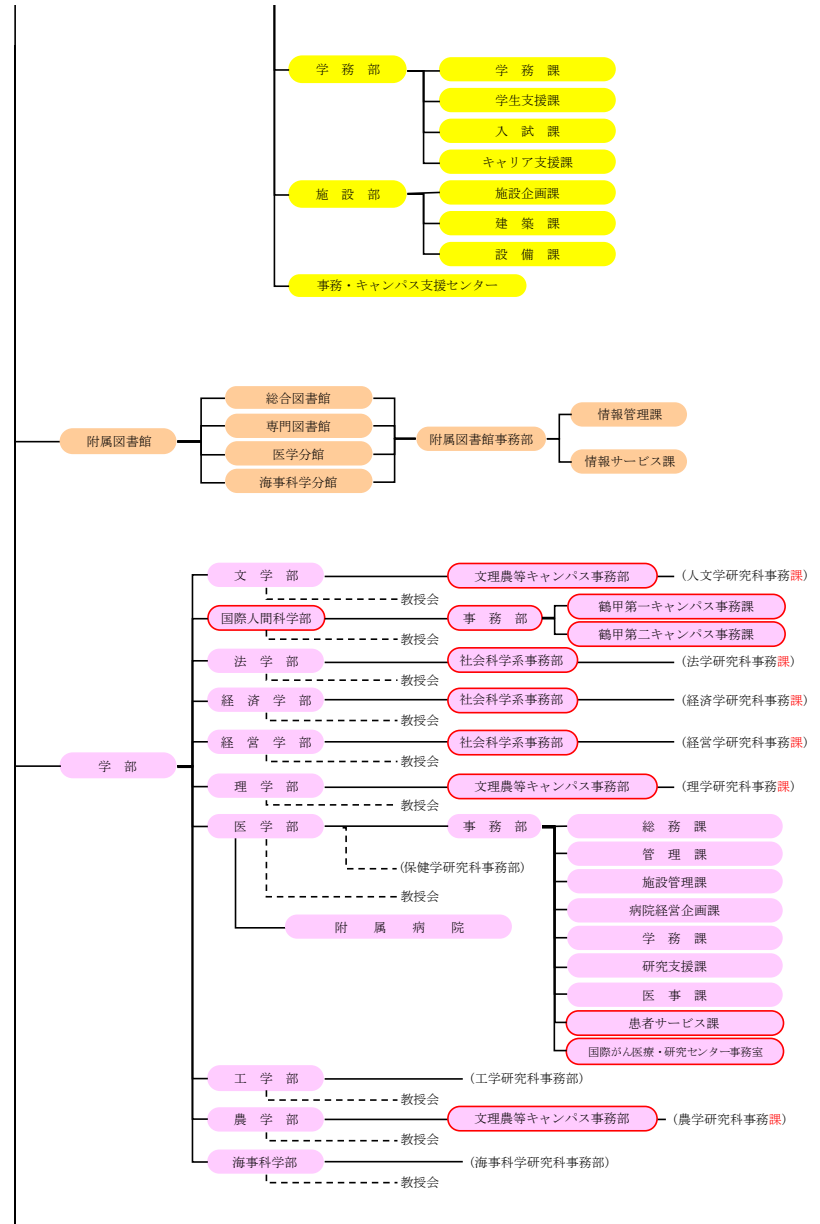 学務部
学務課
学生支援課
入試課
キャリア支援課
施設部
施設企画課
建築課
設備課
事務・キャンパス支援センター
附属図書館
総合図書館
専門図書館
医学分館
海事科学分館
附属図書館事務部
情報管理課
情報サービス課
学部
文学部
文理農等キャンパス事務部
(人文学研究科事務課)
教授会
国際人間科学部
事務部
鶴甲第一キャンパス事務課
鶴甲第二キャンパス事務課
教授会
法学部
社会科学系事務部
(法学研究科事務課)
教授会
経済学部
社会科学系事務部
(経済学研究科事務課)
教授会
経営学部
社会科学系事務部
(経営学研究科事務課)
教授会
理学部
文理農等キャンパス事務部
(理学研究科事務課)
教授会
医学部
事務部
総務課
管理課
施設管理課
病院経営企画課
学務課
研究支援課
医事課
患者サービス課
国際がん医療・研究センター事務室
(保健学研究科事務部)
教授会
附属病院
工学部
(工学研究科事務部)
教授会
農学部
文理農等キャンパス事務部
(農学研究科事務課)
教授会
海事科学部
(海事科学研究科事務部)
教授会